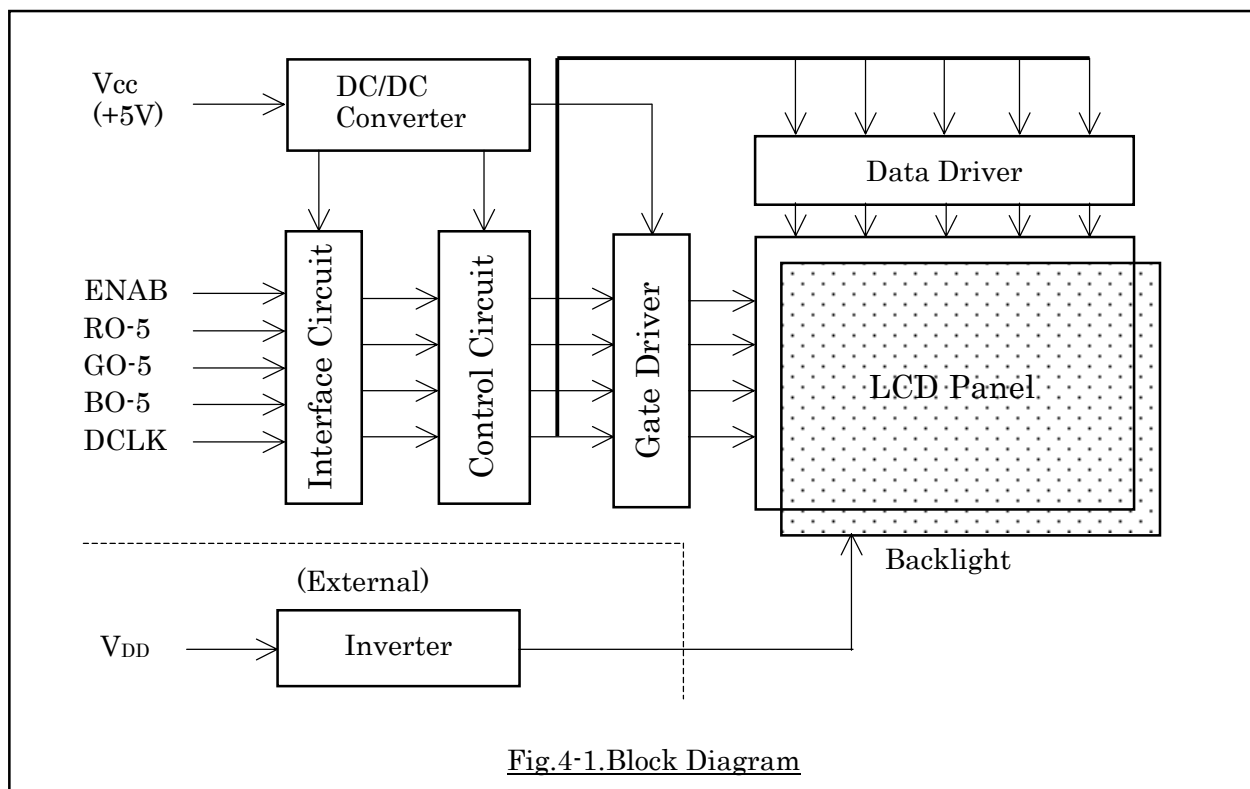 Vcc
(+5V)
DC/DC
Converter
Data Driver
ENAB
RO-5
GO-5
BO-5
DCLK
Interface Circuit
Control Circuit
Gate Driver
LCD Panel
Backlight
(External)
VDD
Inverter
Fig.4-1.Block Diagram